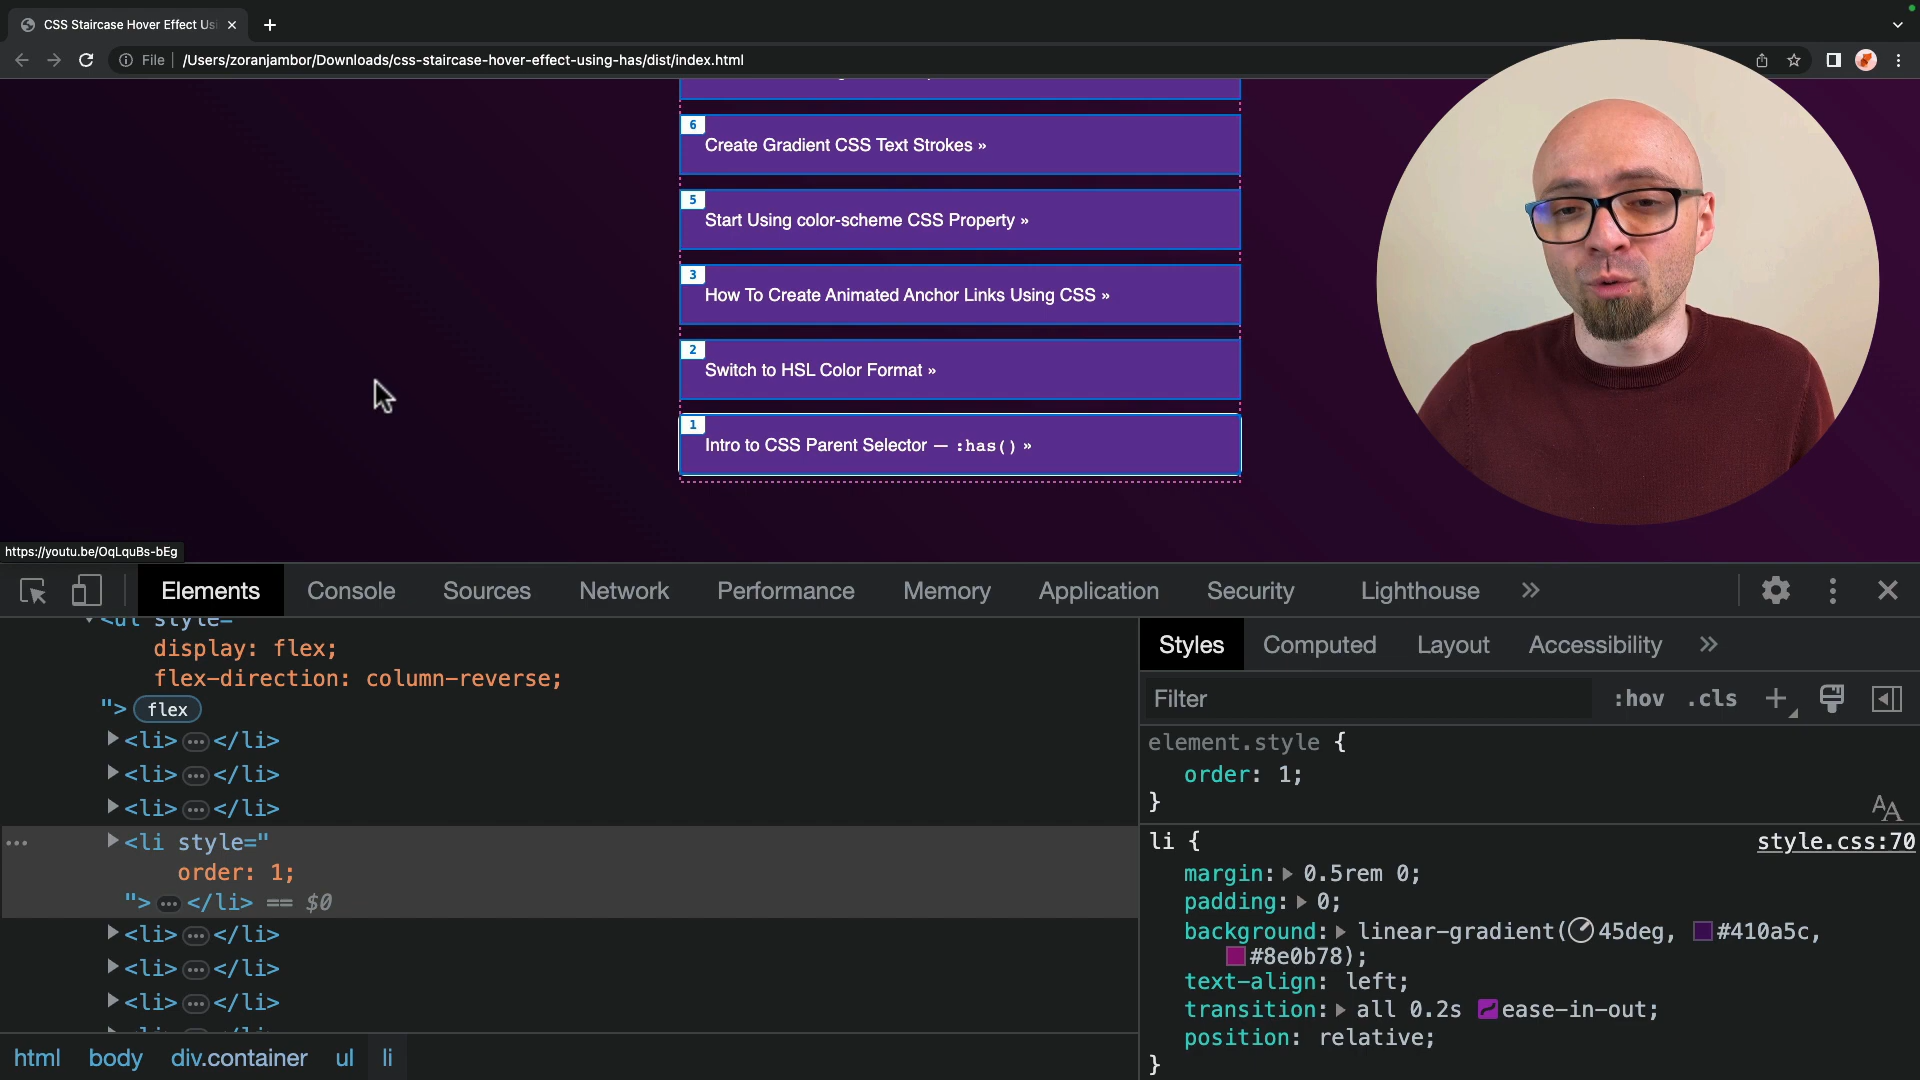 CSS Staircase Hover Effect Usi
File
/Users/zoranjambor/Downloads/css-staircase-hover-effect-using-has/dist/index.html
6
Create Gradient CSS Text Strokes »
5
Start Using color-scheme CSS Property »
3
How To Create Animated Anchor Links Using CSS »
2
Switch to HSL Color Format »
1
Intro to CSS Parent Selector — :has() »
https://youtu.be/OqLquBs-bEg
Elements Console Sources Network Performance Memory Application Security Lighthouse »
<ul style="
display: flex;
flex-direction: column-reverse;
"> flex
<li> … </li>
<li> … </li>
<li> … </li>
… <li style="
order: 1;
"> … </li> == $0
<li> … </li>
<li> … </li>
<li> … </li>
html body div.container ul li
Styles Computed Layout Accessibility »
Filter :hov .cls +
element.style {
order: 1;
}
li { style.css:70
margin: 0.5rem 0;
padding: 0;
background: linear-gradient(45deg, #410a5c,
#8e0b78);
text-align: left;
transition: all 0.2s ease-in-out;
position: relative;
}